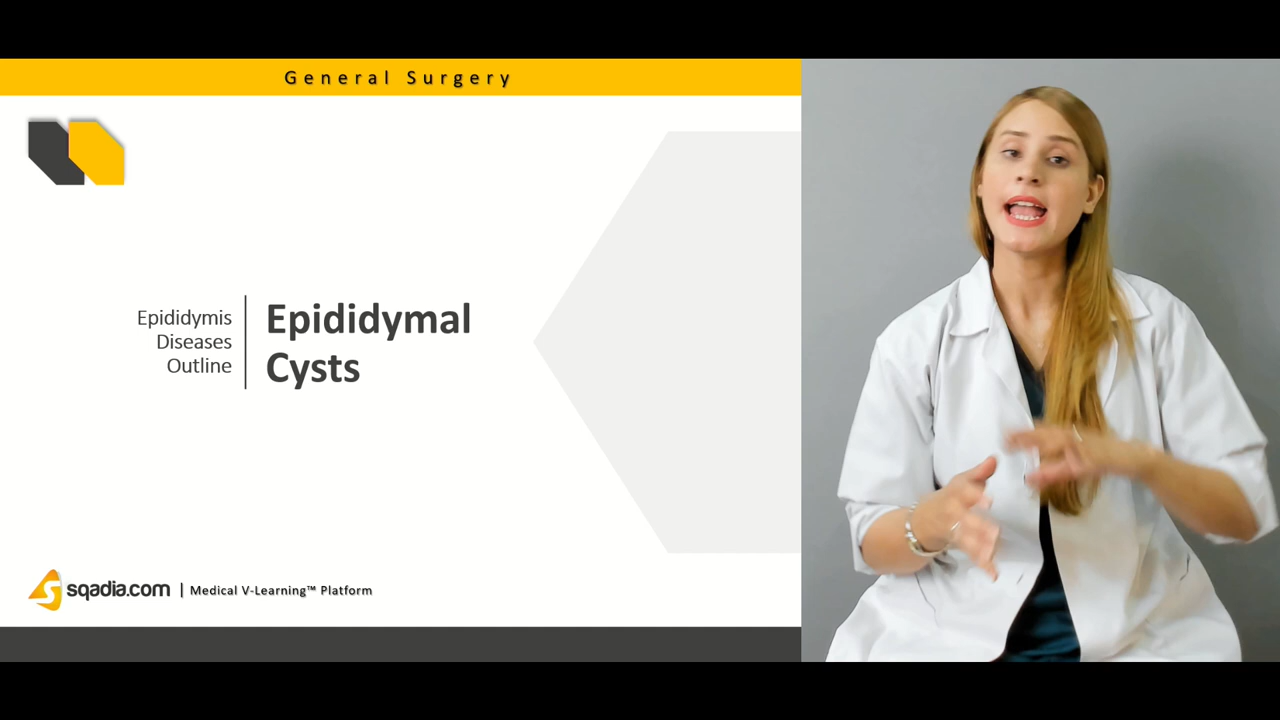 General Surgery
Epididymis
Diseases
Outline
Epididymal
Cysts
sqadia.com | Medical V-Learning™ Platform